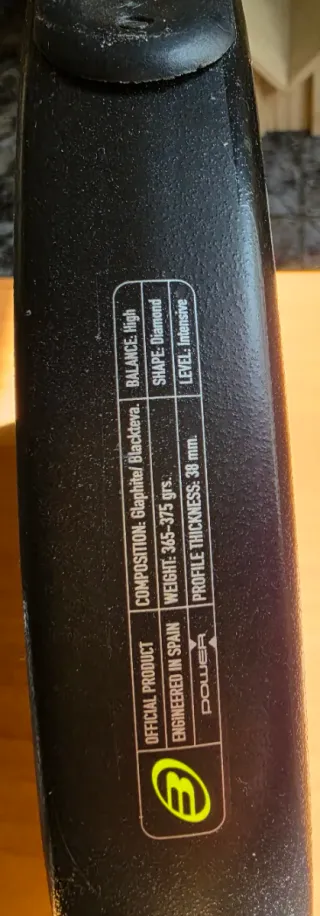 OFFICIAL PRODUCT
ENGINEERED IN SPAIN
POWER
COMPOSITION: Glaphite/ Blackteva.
WEIGHT: 365-375 grs.
PROFILE THICKNESS: 38 mm.
BALANCE: High
SHAPE: Diamond
LEVEL: Intensive